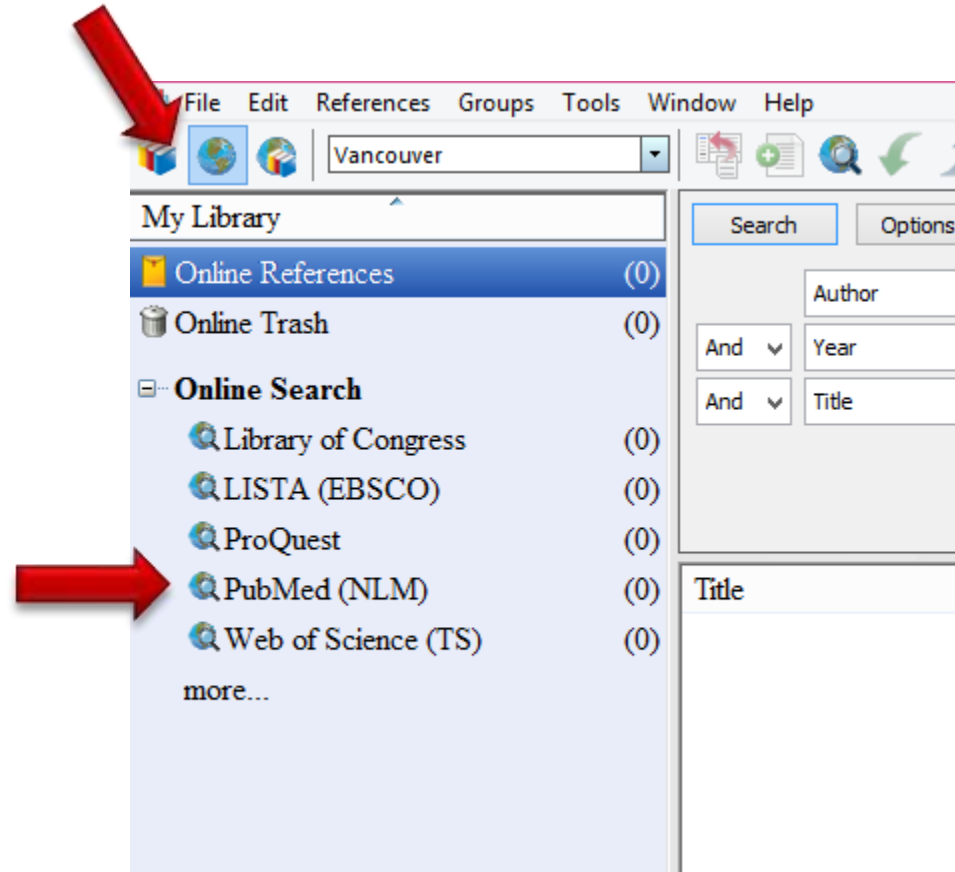 File Edit References Groups Tools Window Help
Vancouver
My Library
Search Options
Online References (0)
Author
Online Trash (0)
And Year
Online Search
And Title
Library of Congress (0)
LISTA (EBSCO) (0)
ProQuest (0)
PubMed (NLM) (0)
Title
Web of Science (TS) (0)
more...